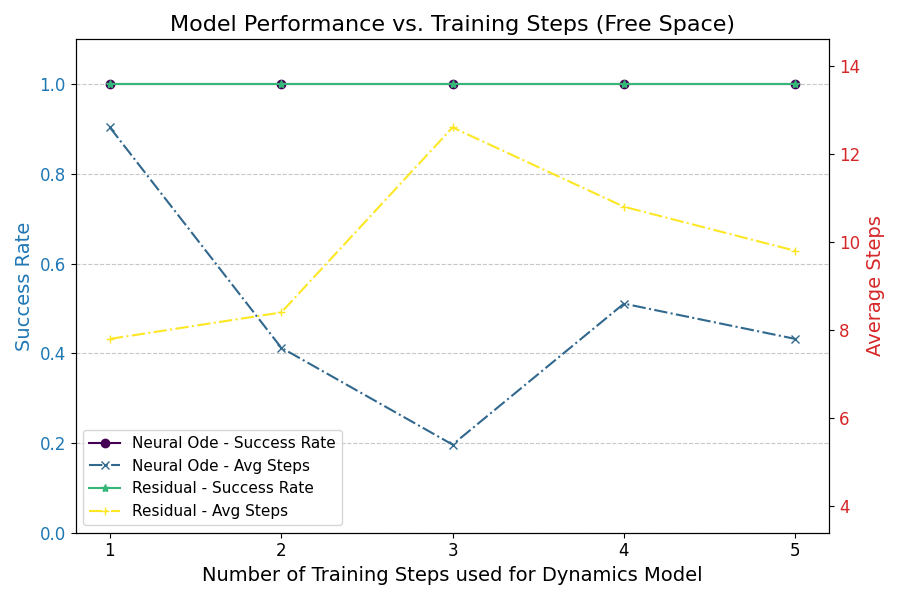 Model Performance vs. Training Steps (Free Space)
Success Rate
1.0
0.8
0.6
0.4
0.2
0.0
14
12
10
8
6
4
Average Steps
Neural Ode - Success Rate
Neural Ode - Avg Steps
Residual - Success Rate
Residual - Avg Steps
1 2 3 4 5
Number of Training Steps used for Dynamics Model